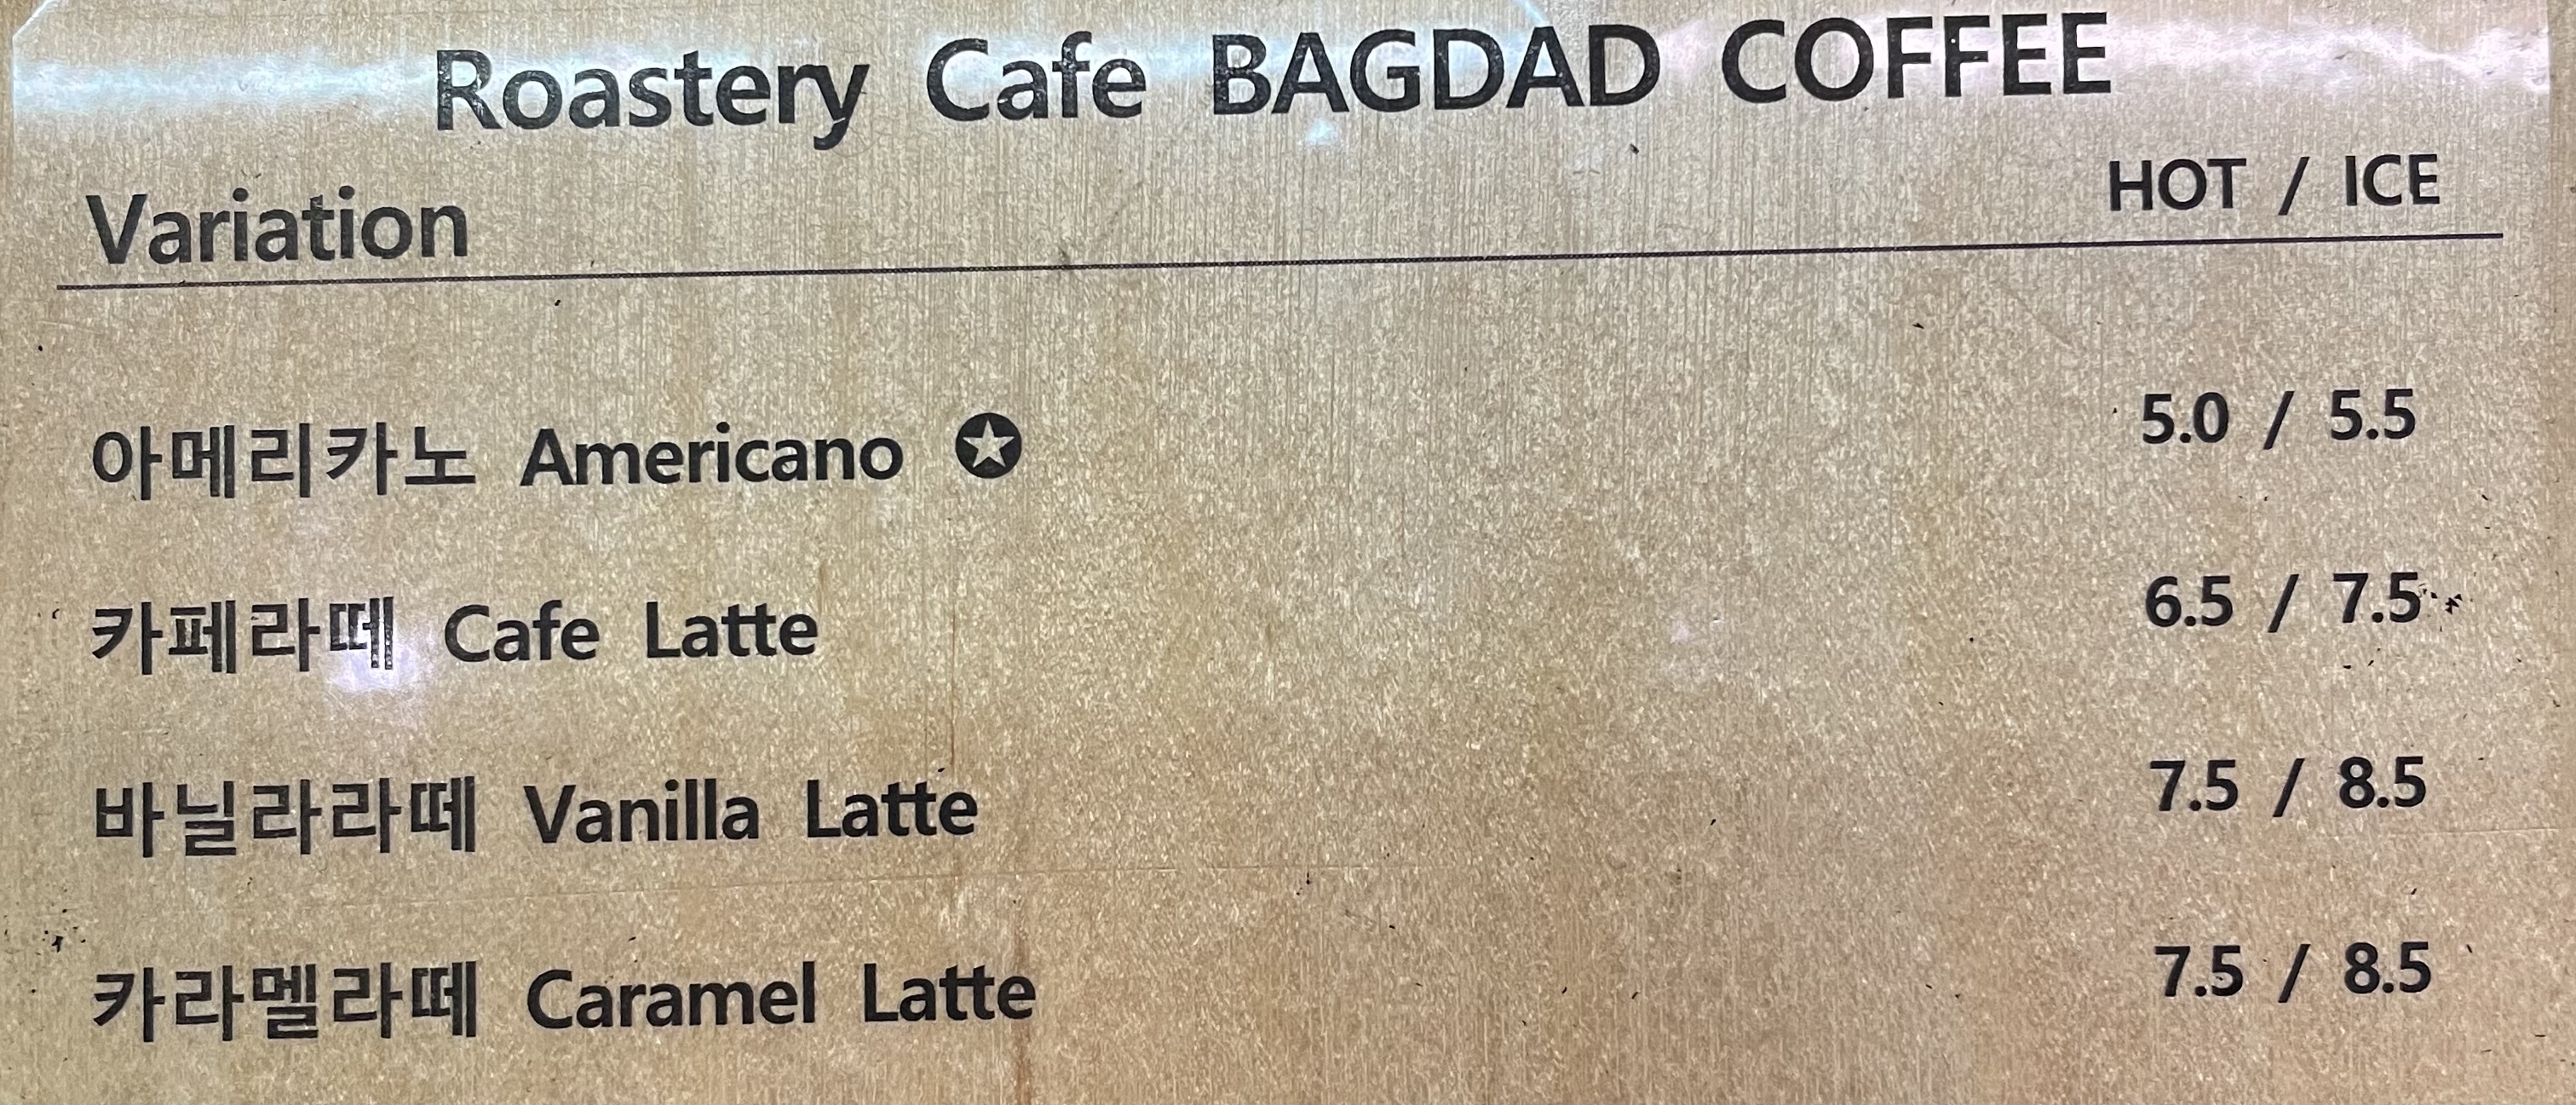 Roastery Cafe BAGDAD COFFEE
Variation HOT / ICE
아메리카노 Americano ✪ 5.0 / 5.5
카페라떼 Cafe Latte 6.5 / 7.5
바닐라라떼 Vanilla Latte 7.5 / 8.5
카라멜라떼 Caramel Latte 7.5 / 8.5